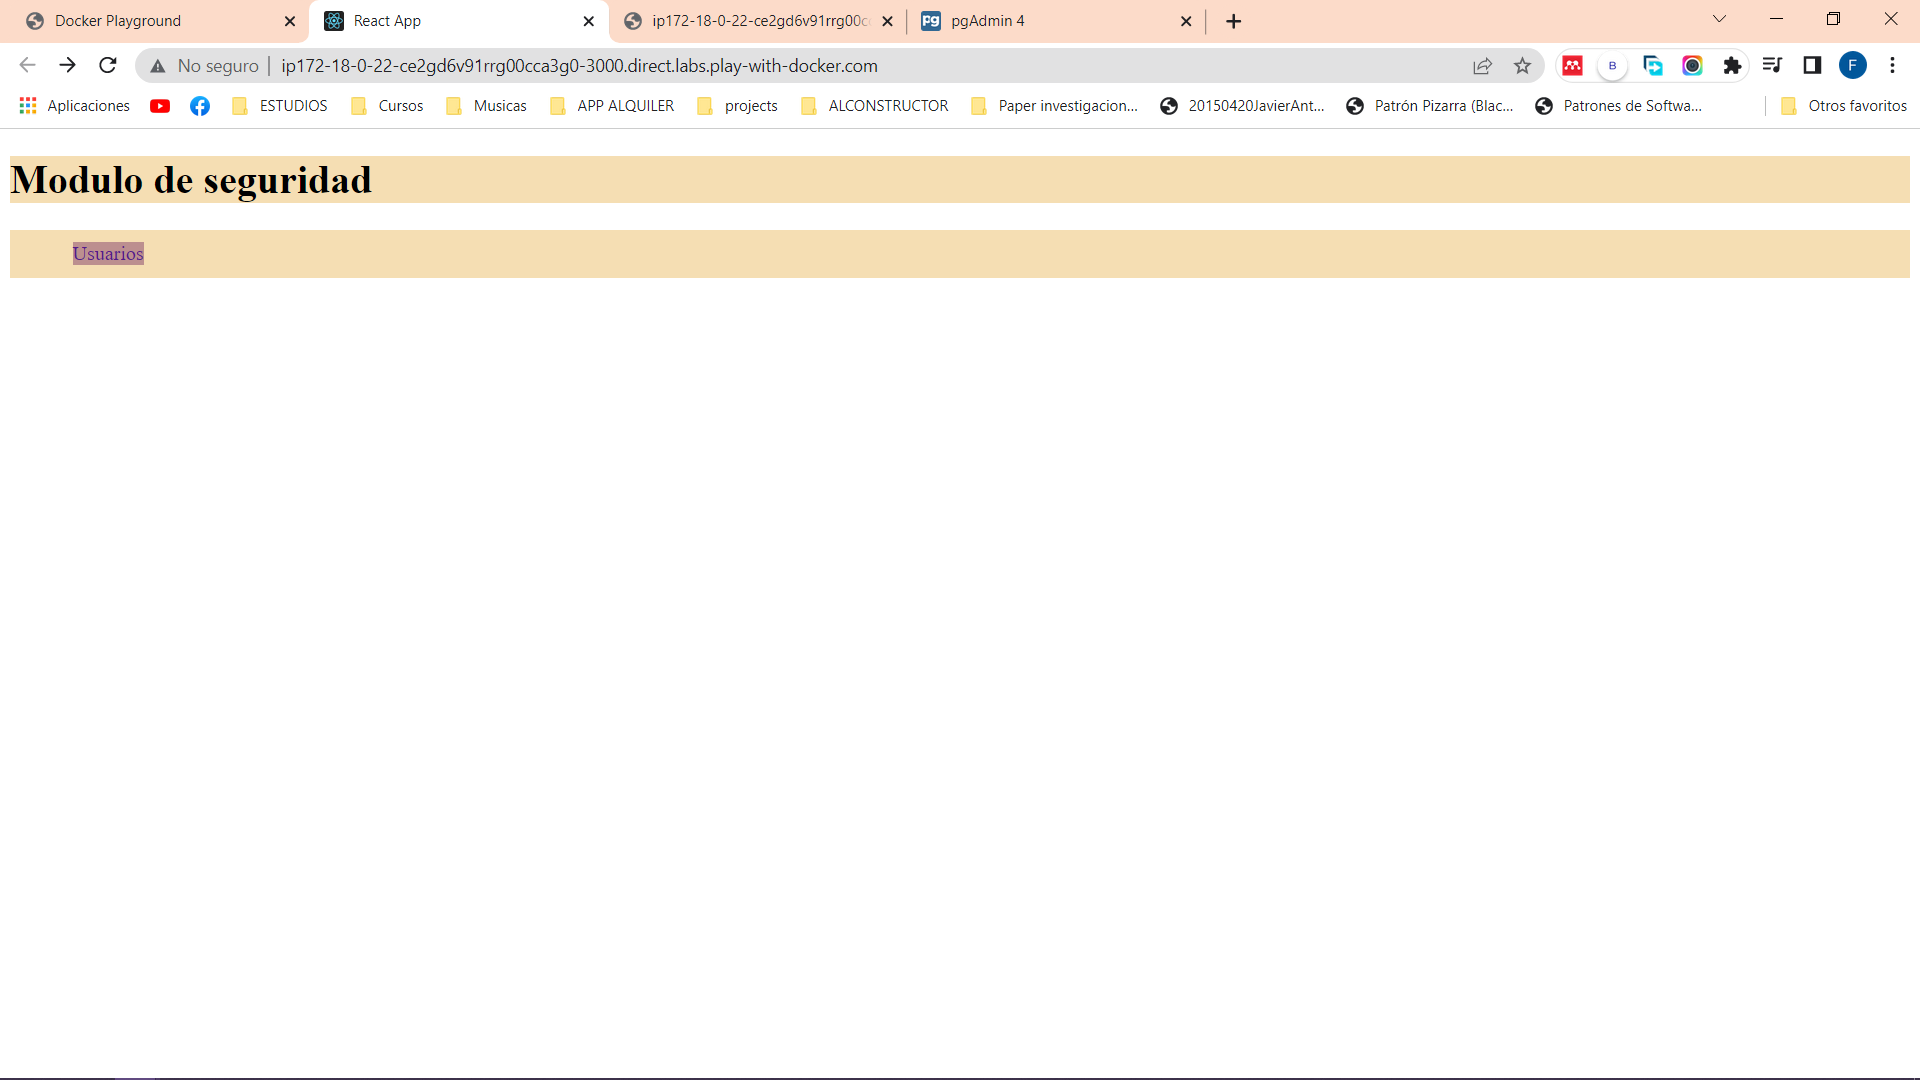 Docker Playground
React App
ip172-18-0-22-ce2gd6v91rrg00c
pgAdmin 4
No seguro
ip172-18-0-22-ce2gd6v91rrg00cca3g0-3000.direct.labs.play-with-docker.com
B
F
Aplicaciones
ESTUDIOS
Cursos
Musicas
APP ALQUILER
projects
ALCONSTRUCTOR
Paper investigacion...
20150420JavierAnt...
Patrón Pizarra (Blac...
Patrones de Softwa...
Otros favoritos
Modulo de seguridad
Usuarios